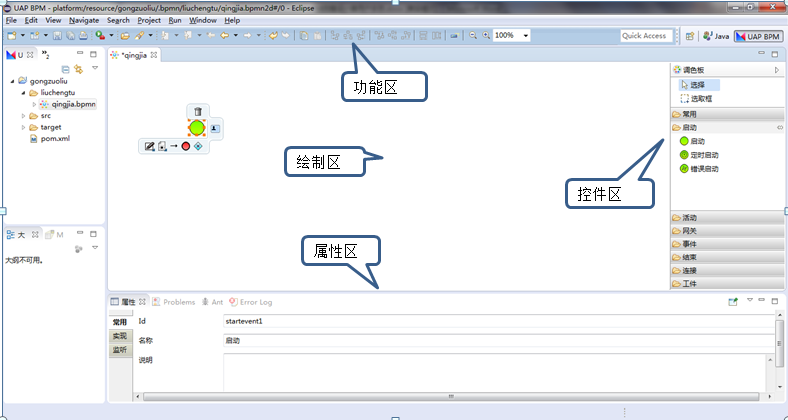 UAP BPM - platform:/resource/gongzuoliu/.bpmn/liuchengtu/qingjia.bpmn2d#/0 - Eclipse
File Edit View Navigate Search Project Run Window Help
100% Quick Access Java UAP BPM
U
2
*qingjia
gongzuoliu
liuchengtu
qingjia.bpmn
src
target
pom.xml
功能区
绘制区
控件区
属性区
调色板
选择
选取框
常用
启动
启动
定时启动
错误启动
活动
网关
事件
结束
连接
工件
大 M
大纲不可用。
属性 Problems Ant Error Log
常用 Id startevent1
实现 名称 启动
监听 说明